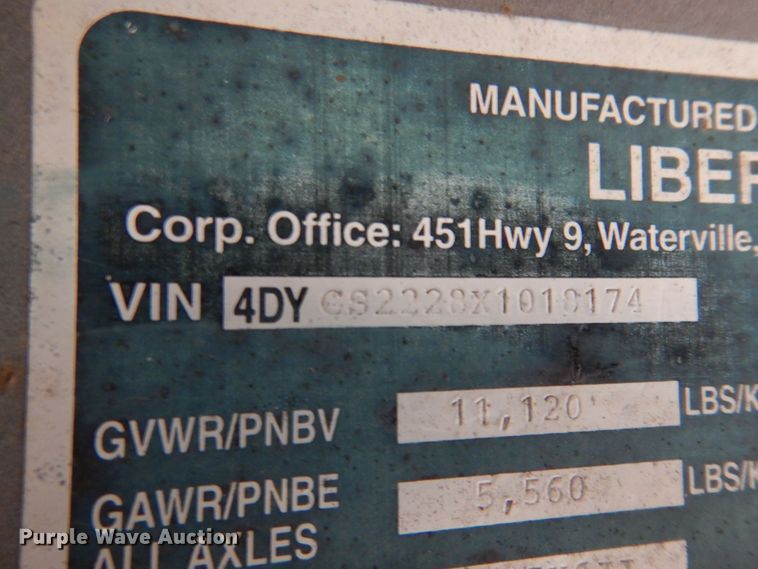 MANUFACTURED
LIBER
Corp. Office: 451Hwy 9, Waterville,
VIN 4DY GS2228X1018174
GVWR/PNBV 11,120 LBS/K
GAWR/PNBE 5,560 LBS/K
ALL AXLES
Purple Wave Auction